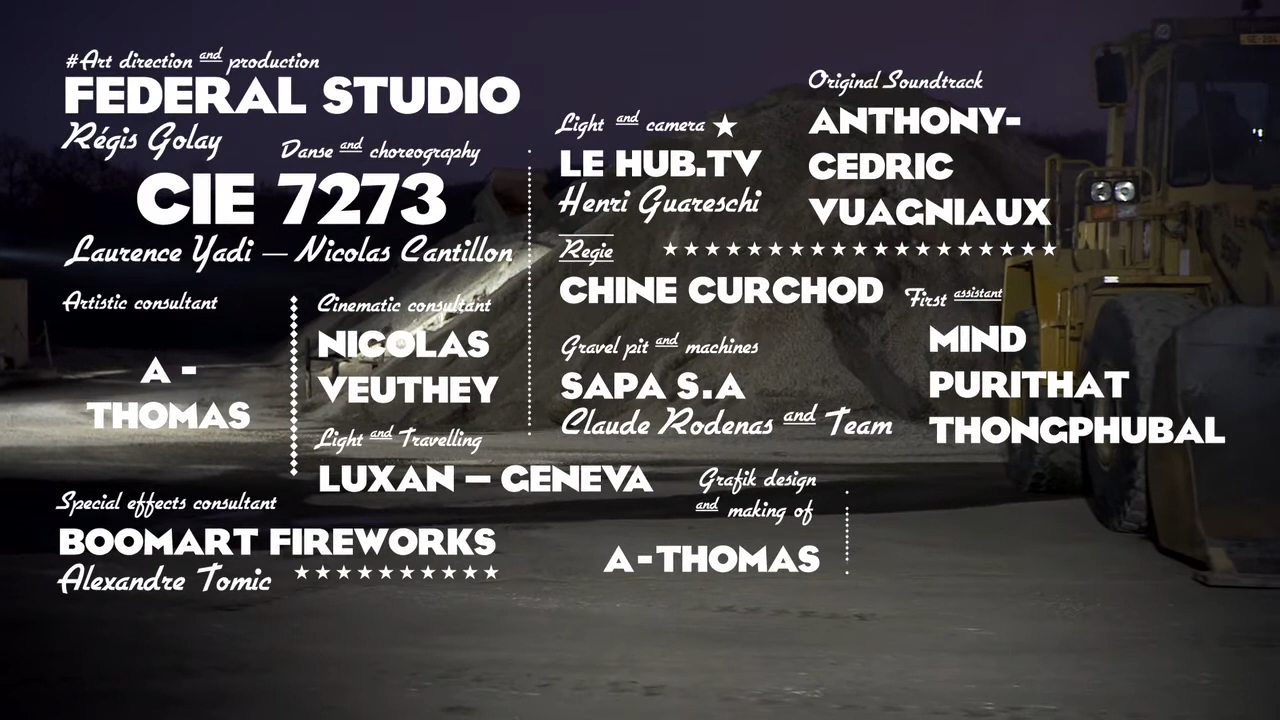 #Art direction and production
FEDERAL STUDIO
Régis Golay
Danse and choreography
CIE 7273
Laurence Yadi — Nicolas Cantillon
Artistic consultant
A -
THOMAS
Cinematic consultant
NICOLAS
VEUTHEY
Light and Travelling
LUXAN – GENEVA
Special effects consultant
BOOMART FIREWORKS
Alexandre Tomic
Light and camera
LE HUB.TV
Henri Guareschi
Regie
CHINE CURCHOD
Gravel pit and machines
SAPA S.A
Claude Rodenas and Team
Original Soundtrack
ANTHONY-
CEDRIC
VUAGNIAUX
First assistant
MIND
PURITHAT
THONGPHUBAL
Grafik design
and making of
A-THOMAS